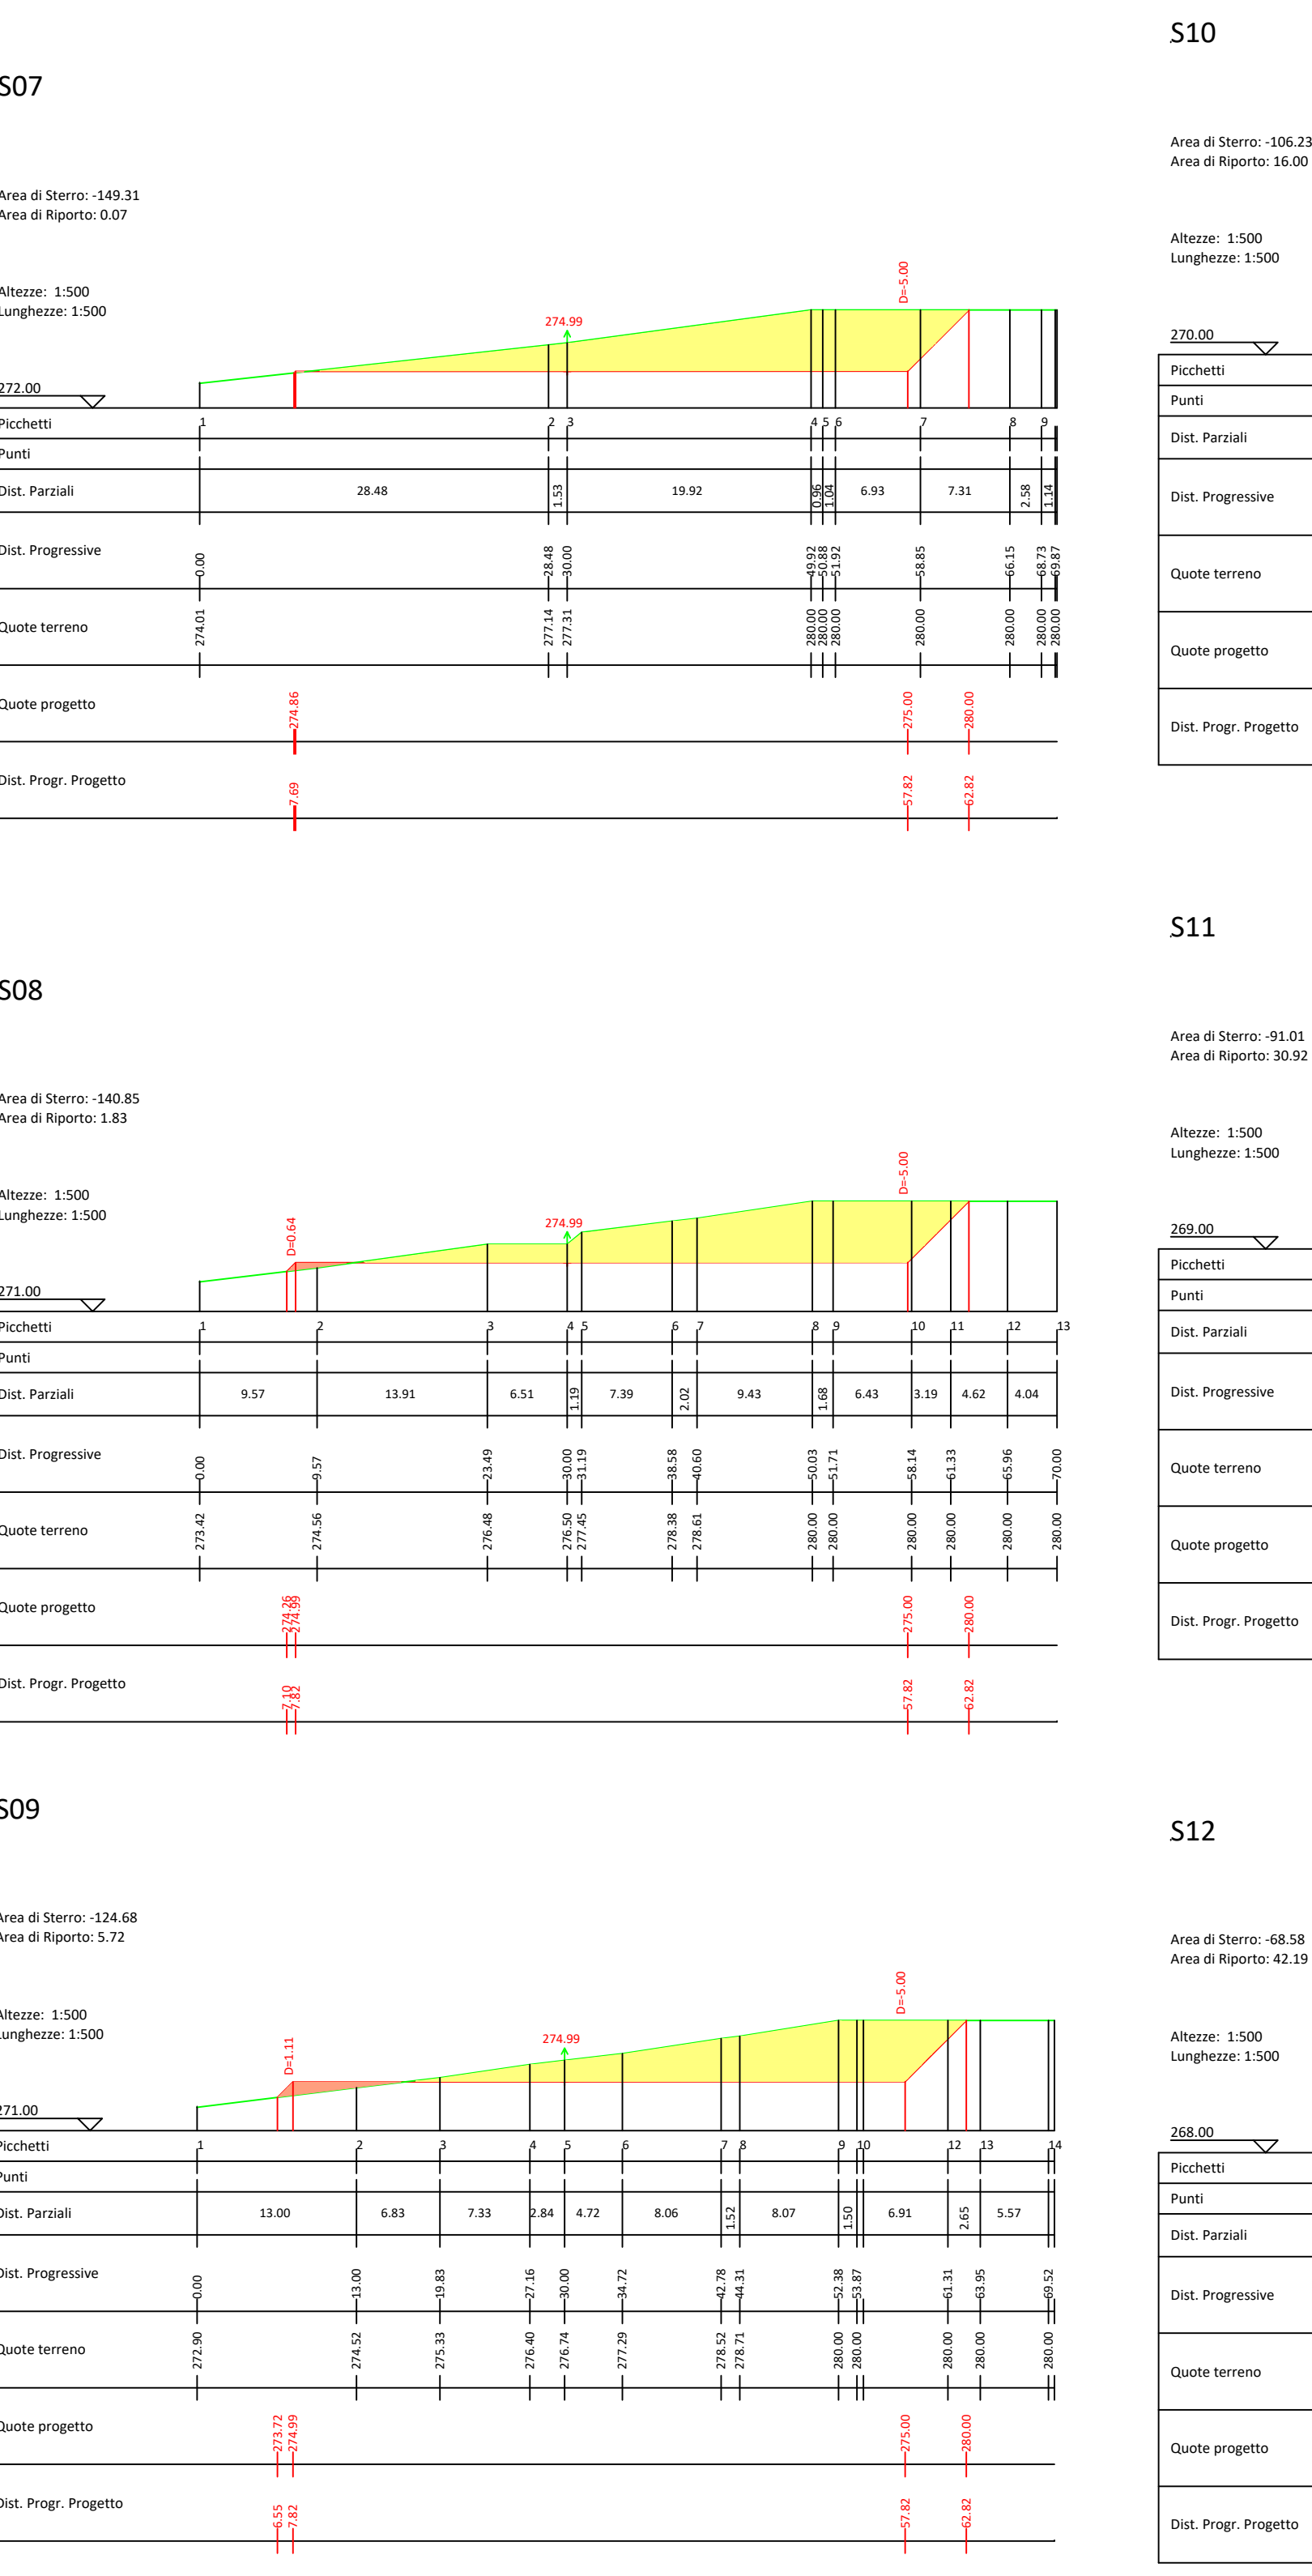 S07
Area di Sterro: -149.31
Area di Riporto: 0.07
Altezze: 1:500
Lunghezze: 1:500
D=-5.00
274.99
272.00
Picchetti 1 2 3 4 5 6 7 8 9
Punti
Dist. Parziali 28.48 1.53 19.92 0.96 1.04 6.93 7.31 2.58 1.14
Dist. Progressive 0.00 28.48 30.00 49.92 50.88 51.92 58.85 66.15 68.73 69.87
Quote terreno 274.01 277.14 277.31 280.00 280.00 280.00 280.00 280.00 280.00 280.00
Quote progetto 274.86 275.00 280.00
Dist. Progr. Progetto 7.69 57.82 62.82
S08
Area di Sterro: -140.85
Area di Riporto: 1.83
Altezze: 1:500
Lunghezze: 1:500
D=0.64
274.99
D=-5.00
271.00
Picchetti 1 2 3 4 5 6 7 8 9 10 11 12 13
Punti
Dist. Parziali 9.57 13.91 6.51 1.19 7.39 2.02 9.43 1.68 6.43 3.19 4.62 4.04
Dist. Progressive 0.00 9.57 23.49 30.00 31.19 38.58 40.60 50.03 51.71 58.14 61.33 65.96 70.00
Quote terreno 273.42 274.56 276.48 276.50 277.45 278.38 278.61 280.00 280.00 280.00 280.00 280.00 280.00
Quote progetto 274.26 274.99 275.00 280.00
Dist. Progr. Progetto 7.10 7.82 57.82 62.82
S09
Area di Sterro: -124.68
Area di Riporto: 5.72
Altezze: 1:500
Lunghezze: 1:500
D=1.11
274.99
D=-5.00
271.00
Picchetti 1 2 3 4 5 6 7 8 9 10 12 13 14
Punti
Dist. Parziali 13.00 6.83 7.33 2.84 4.72 8.06 1.52 8.07 1.50 6.91 2.65 5.57
Dist. Progressive 0.00 13.00 19.83 27.16 30.00 34.72 42.78 44.31 52.38 53.87 61.31 63.95 69.52
Quote terreno 272.90 274.52 275.33 276.40 276.74 277.29 278.52 278.71 280.00 280.00 280.00 280.00 280.00
Quote progetto 273.72 274.99 275.00 280.00
Dist. Progr. Progetto 6.55 7.82 57.82 62.82
S10
Area di Sterro: -106.23
Area di Riporto: 16.00
Altezze: 1:500
Lunghezze: 1:500
270.00
Picchetti
Punti
Dist. Parziali
Dist. Progressive
Quote terreno
Quote progetto
Dist. Progr. Progetto
S11
Area di Sterro: -91.01
Area di Riporto: 30.92
Altezze: 1:500
Lunghezze: 1:500
269.00
Picchetti
Punti
Dist. Parziali
Dist. Progressive
Quote terreno
Quote progetto
Dist. Progr. Progetto
S12
Area di Sterro: -68.58
Area di Riporto: 42.19
Altezze: 1:500
Lunghezze: 1:500
268.00
Picchetti
Punti
Dist. Parziali
Dist. Progressive
Quote terreno
Quote progetto
Dist. Progr. Progetto